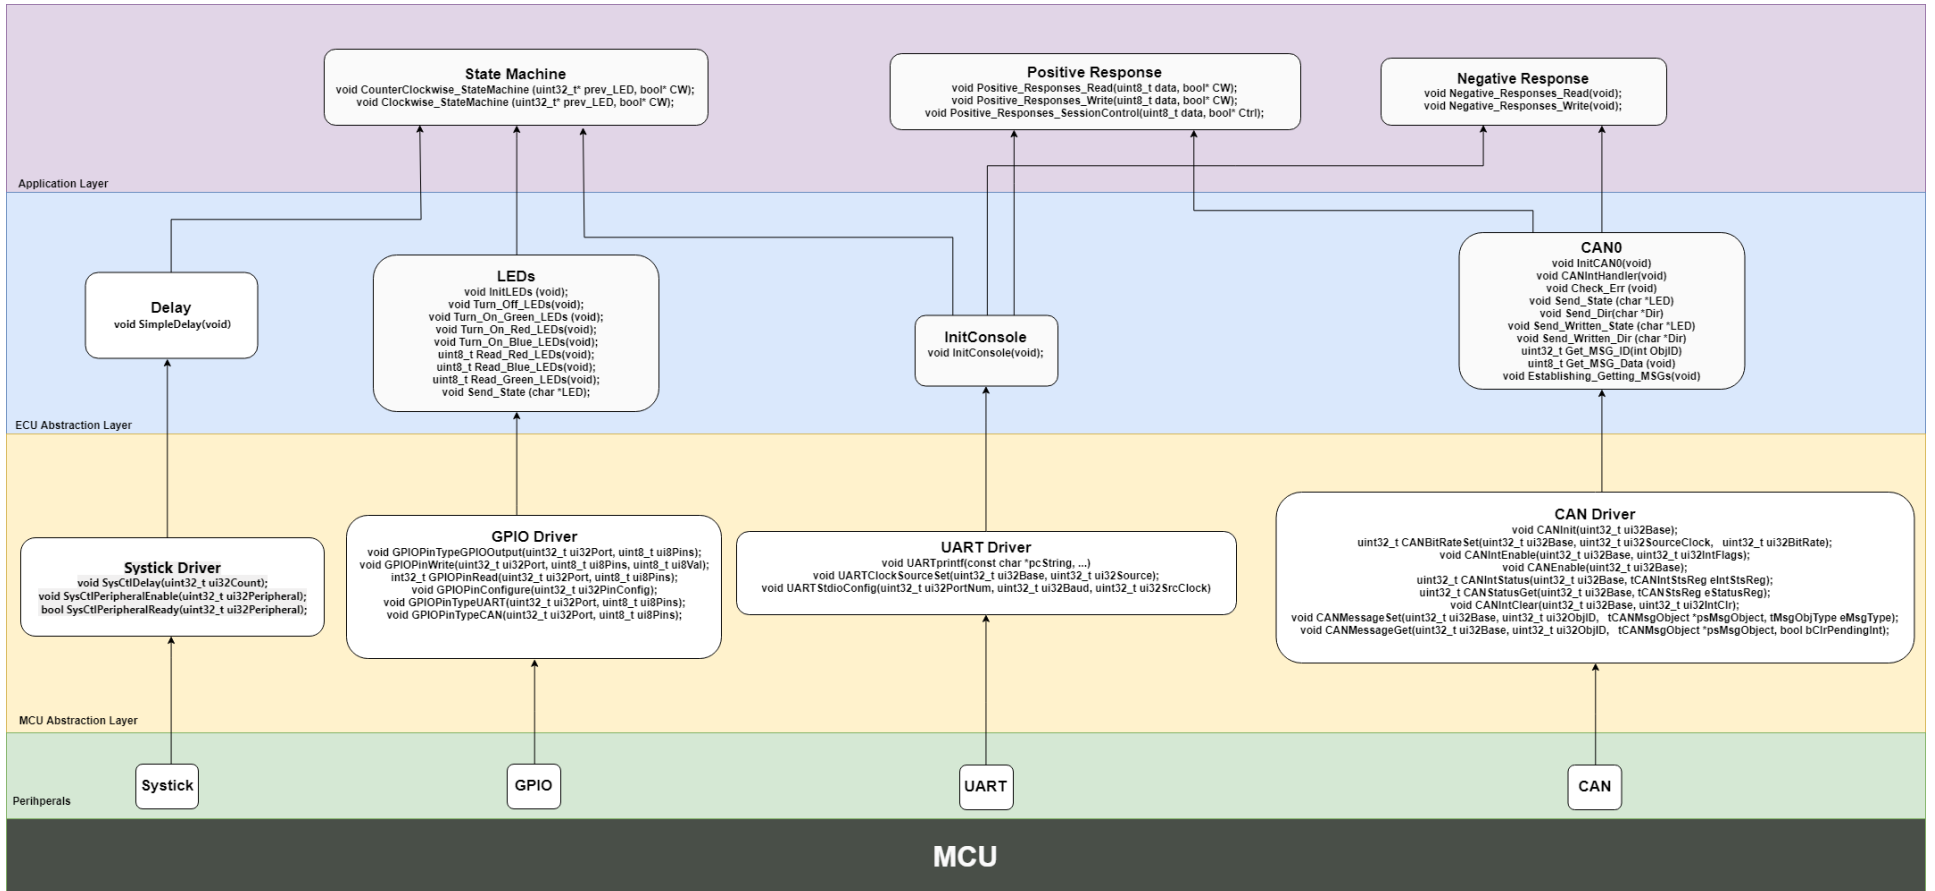 State Machine
void CounterClockwise_StateMachine (uint32_t* prev_LED, bool* CW);
void Clockwise_StateMachine (uint32_t* prev_LED, bool* CW);
Positive Response
void Positive_Responses_Read(uint8_t data, bool* CW);
void Positive_Responses_Write(uint8_t data, bool* CW);
void Positive_Responses_SessionControl(uint8_t data, bool* Ctrl);
Negative Response
void Negative_Responses_Read(void);
void Negative_Responses_Write(void);
Application Layer
Delay
void SimpleDelay(void)
LEDs
void InitLEDs (void);
void Turn_Off_LEDs(void);
void Turn_On_Green_LEDs (void);
void Turn_On_Red_LEDs(void);
void Turn_On_Blue_LEDs(void);
uint8_t Read_Red_LEDs(void);
uint8_t Read_Blue_LEDs(void);
uint8_t Read_Green_LEDs(void);
void Send_State (char *LED);
InitConsole
void InitConsole(void);
CAN0
void InitCAN0(void)
void CANIntHandler(void)
void Check_Err (void)
void Send_State (char *LED)
void Send_Dir(char *Dir)
void Send_Written_State (char *LED)
void Send_Written_Dir (char *Dir)
uint32_t Get_MSG_ID(int ObjID)
uint8_t Get_MSG_Data (void)
void Establishing_Getting_MSGs(void)
ECU Abstraction Layer
Systick Driver
void SysCtlDelay(uint32_t ui32Count);
void SysCtlPeripheralEnable(uint32_t ui32Peripheral);
bool SysCtlPeripheralReady(uint32_t ui32Peripheral);
GPIO Driver
void GPIOPinTypeGPIOOutput(uint32_t ui32Port, uint8_t ui8Pins);
void GPIOPinWrite(uint32_t ui32Port, uint8_t ui8Pins, uint8_t ui8Val);
int32_t GPIOPinRead(uint32_t ui32Port, uint8_t ui8Pins);
void GPIOPinConfigure(uint32_t ui32PinConfig);
void GPIOPinTypeUART(uint32_t ui32Port, uint8_t ui8Pins);
void GPIOPinTypeCAN(uint32_t ui32Port, uint8_t ui8Pins);
UART Driver
void UARTprintf(const char *pcString, ...)
void UARTClockSourceSet(uint32_t ui32Base, uint32_t ui32Source);
void UARTStdioConfig(uint32_t ui32PortNum, uint32_t ui32Baud, uint32_t ui32SrcClock)
CAN Driver
void CANInit(uint32_t ui32Base);
uint32_t CANBitRateSet(uint32_t ui32Base, uint32_t ui32SourceClock, uint32_t ui32BitRate);
void CANIntEnable(uint32_t ui32Base, uint32_t ui32IntFlags);
void CANEnable(uint32_t ui32Base);
uint32_t CANIntStatus(uint32_t ui32Base, tCANIntStsReg eIntStsReg);
uint32_t CANStatusGet(uint32_t ui32Base, tCANStsReg eStatusReg);
void CANIntClear(uint32_t ui32Base, uint32_t ui32IntClr);
void CANMessageSet(uint32_t ui32Base, uint32_t ui32ObjID, tCANMsgObject *psMsgObject, tMsgObjType eMsgType);
void CANMessageGet(uint32_t ui32Base, uint32_t ui32ObjID, tCANMsgObject *psMsgObject, bool bClrPendingInt);
MCU Abstraction Layer
Systick
GPIO
UART
CAN
Perihperals
MCU